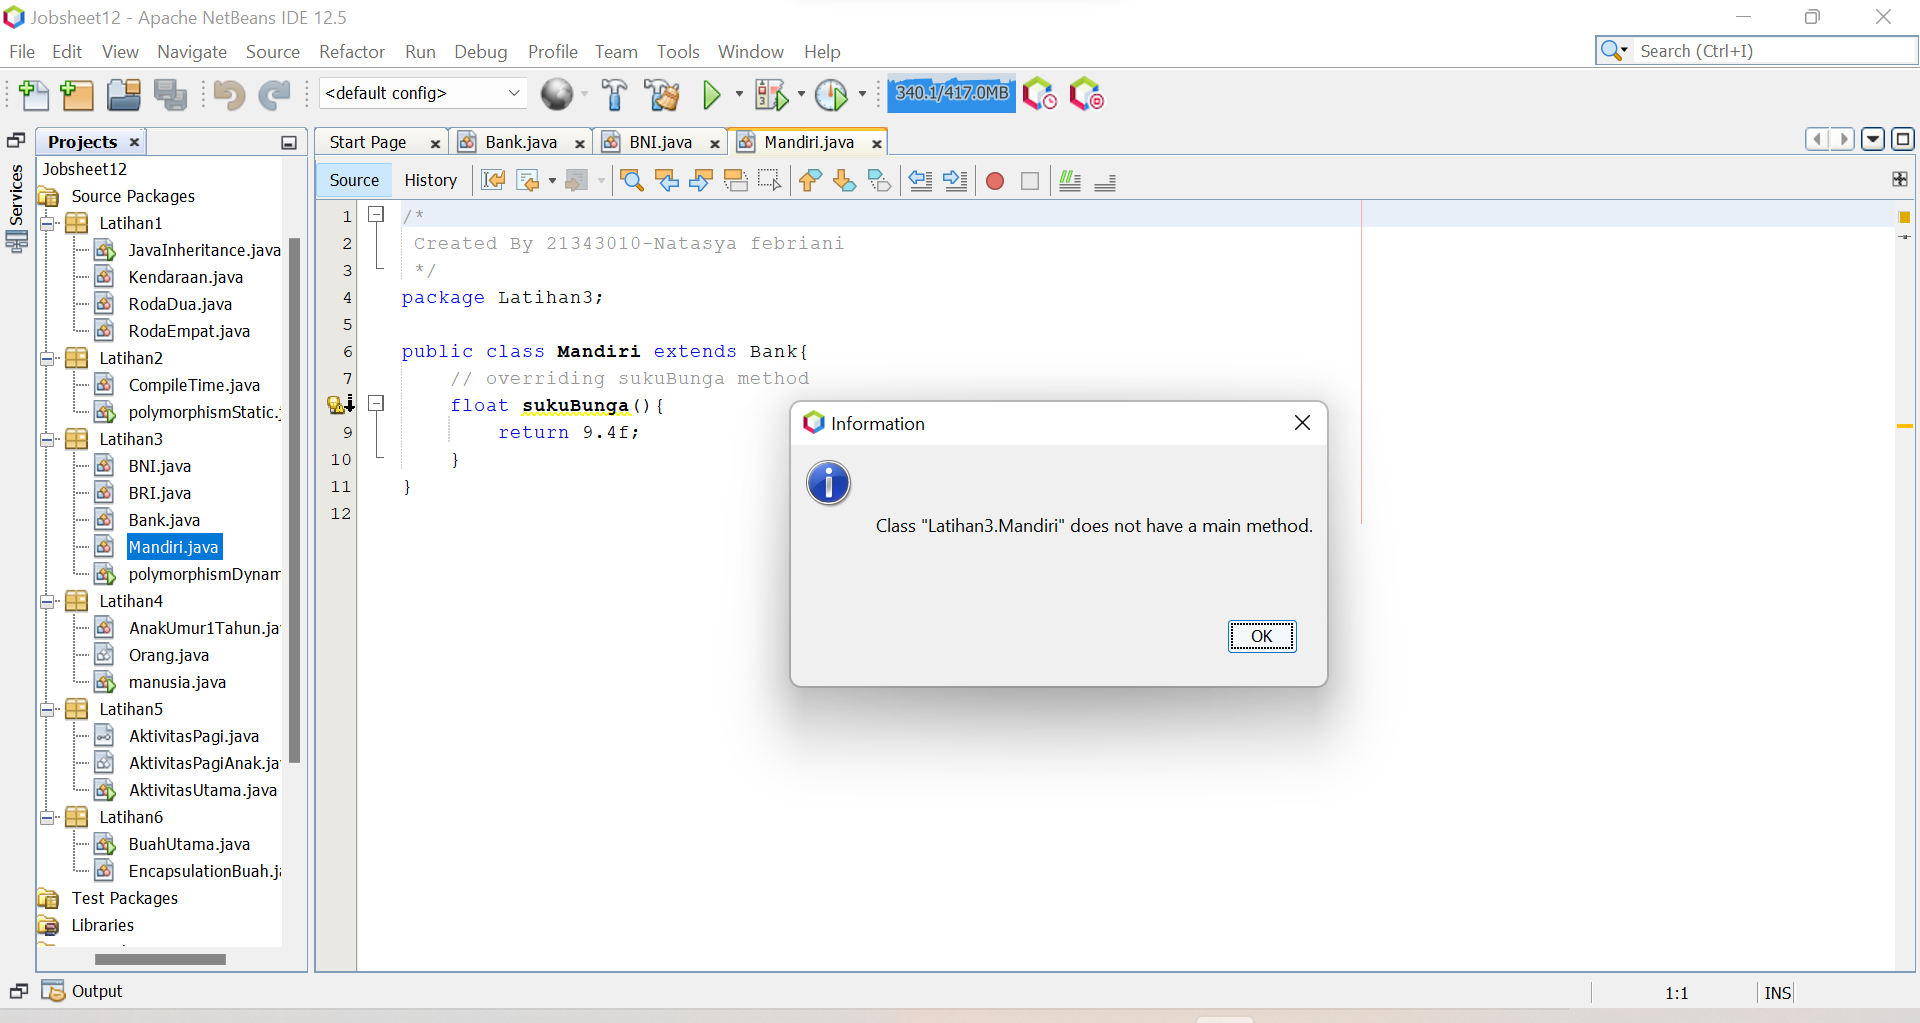 Jobsheet12 - Apache NetBeans IDE 12.5
File Edit View Navigate Source Refactor Run Debug Profile Team Tools Window Help
Search (Ctrl+I)
<default config>
340.1/417.0MB
Services
Projects
Start Page
Bank.java
BNI.java
Mandiri.java
Source
History
Jobsheet12
Source Packages
Latihan1
JavaInheritance.java
Kendaraan.java
RodaDua.java
RodaEmpat.java
Latihan2
CompileTime.java
polymorphismStatic.
Latihan3
BNI.java
BRI.java
Bank.java
Mandiri.java
polymorphismDynam
Latihan4
AnakUmur1Tahun.ja
Orang.java
manusia.java
Latihan5
AktivitasPagi.java
AktivitasPagiAnak.ja
AktivitasUtama.java
Latihan6
BuahUtama.java
EncapsulationBuah.j
Test Packages
Libraries
1 /*
2 Created By 21343010-Natasya febriani
3 */
4 package Latihan3;
5
6 public class Mandiri extends Bank{
7 // overriding sukuBunga method
float sukuBunga(){
9 return 9.4f;
10 }
11 }
12
Information
Class "Latihan3.Mandiri" does not have a main method.
OK
Output
1:1
INS